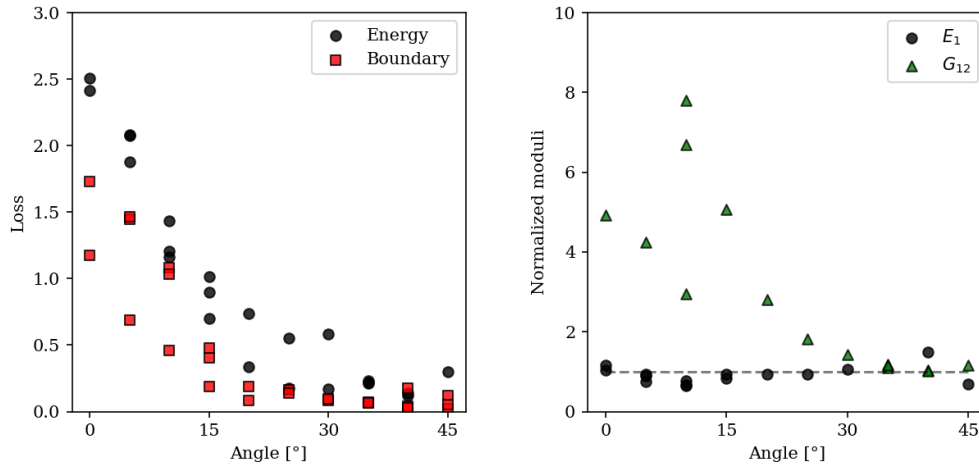 3.0
2.5
2.0
1.5
1.0
0.5
0.0
Loss
0
15
30
45
Angle [°]
Energy
Boundary
10
8
6
4
2
0
Normalized moduli
0
15
30
45
Angle [°]
E₁
G₁₂